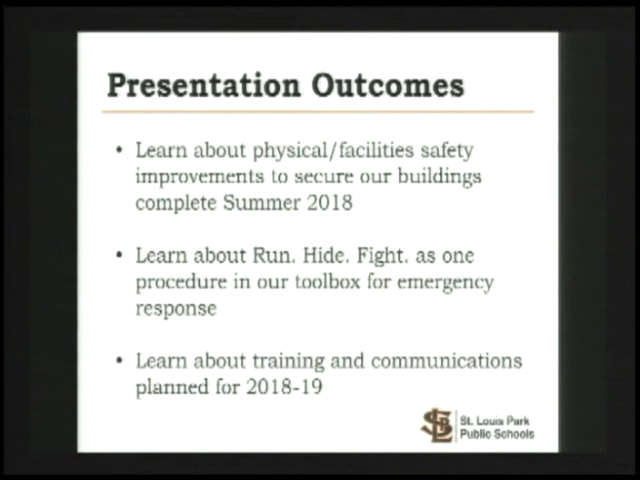 Presentation Outcomes
• Learn about physical/facilities safety
improvements to secure our buildings
complete Summer 2018
• Learn about Run. Hide. Fight. as one
procedure in our toolbox for emergency
response
• Learn about training and communications
planned for 2018-19
St. Louis Park
Public Schools